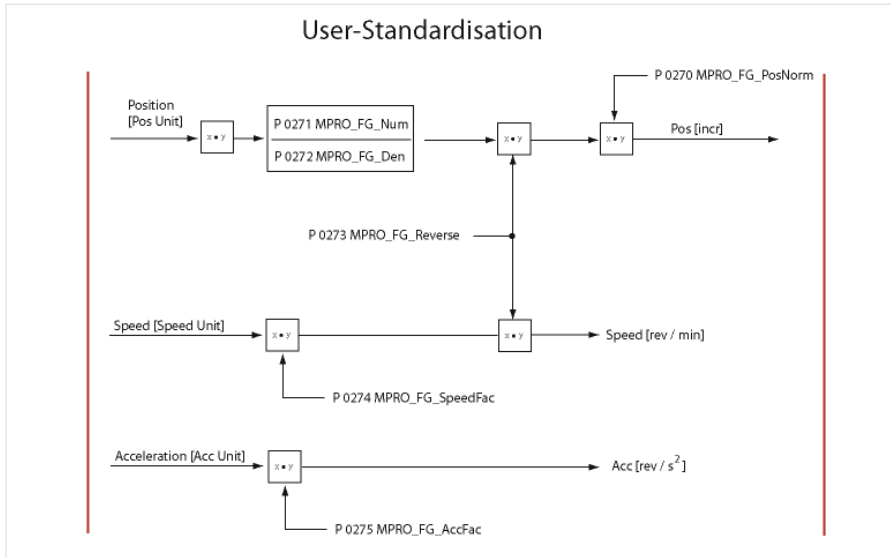 User-Standardisation
P 0270 MPRO_FG_PosNorm
Position
[Pos Unit]
x • y
P 0271 MPRO_FG_Num
P 0272 MPRO_FG_Den
x • y
x • y
Pos [incr]
P 0273 MPRO_FG_Reverse
Speed [Speed Unit]
x • y
x • y
Speed [rev / min]
P 0274 MPRO_FG_SpeedFac
Acceleration [Acc Unit]
x • y
Acc [rev / s²]
P 0275 MPRO_FG_AccFac